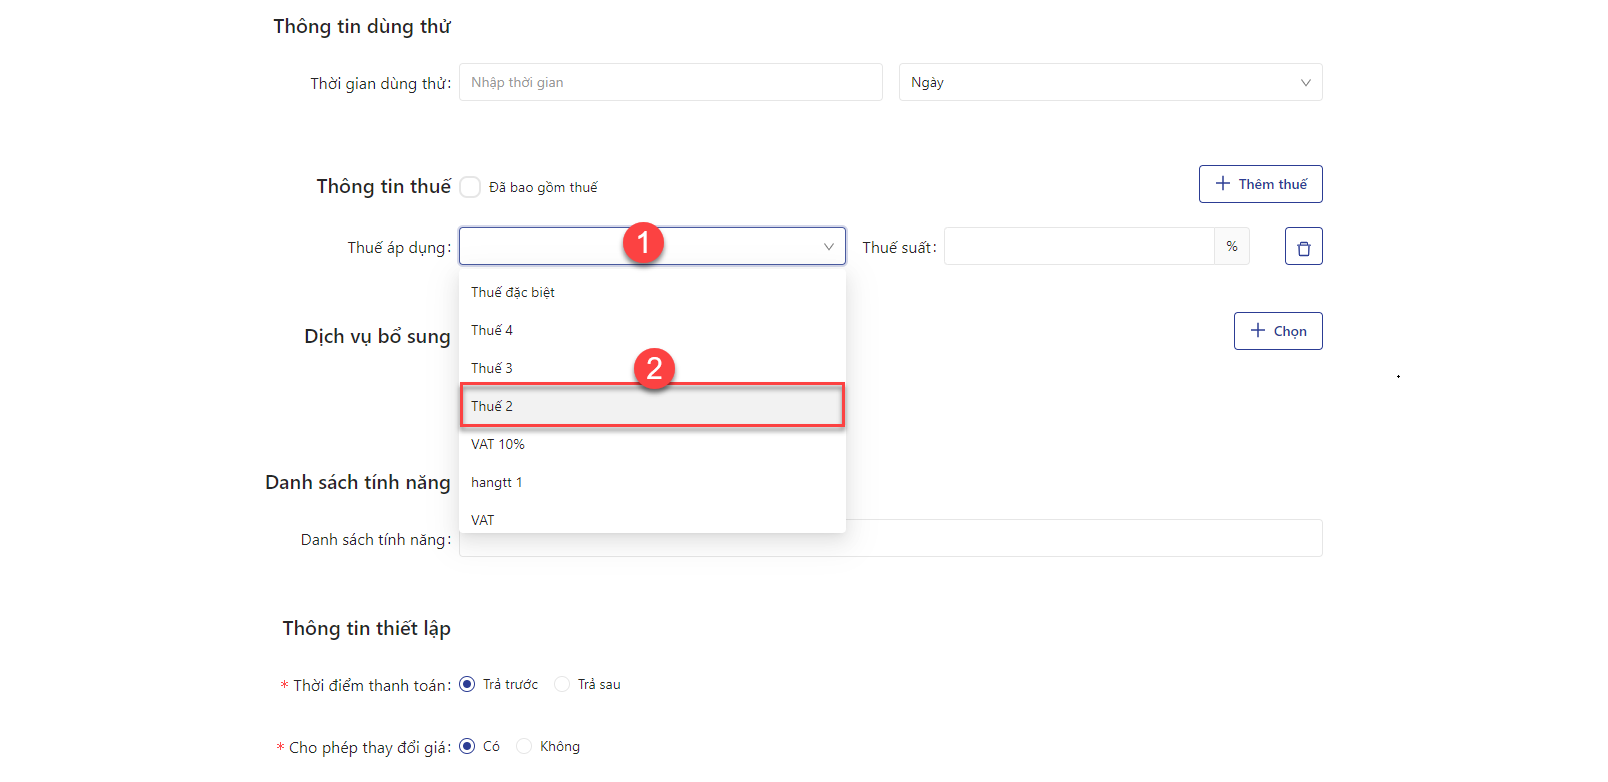 Thông tin dùng thử
Thời gian dùng thử: Nhập thời gian Ngày
Thông tin thuế Đã bao gồm thuế + Thêm thuế
Thuế áp dụng: 1 Thuế suất: %
Thuế đặc biệt
Dịch vụ bổ sung + Chọn
Thuế 4
Thuế 3
2
Thuế 2
VAT 10%
hangtt 1
VAT
Danh sách tính năng
Danh sách tính năng:
Thông tin thiết lập
* Thời điểm thanh toán: Trả trước Trả sau
* Cho phép thay đổi giá: Có Không